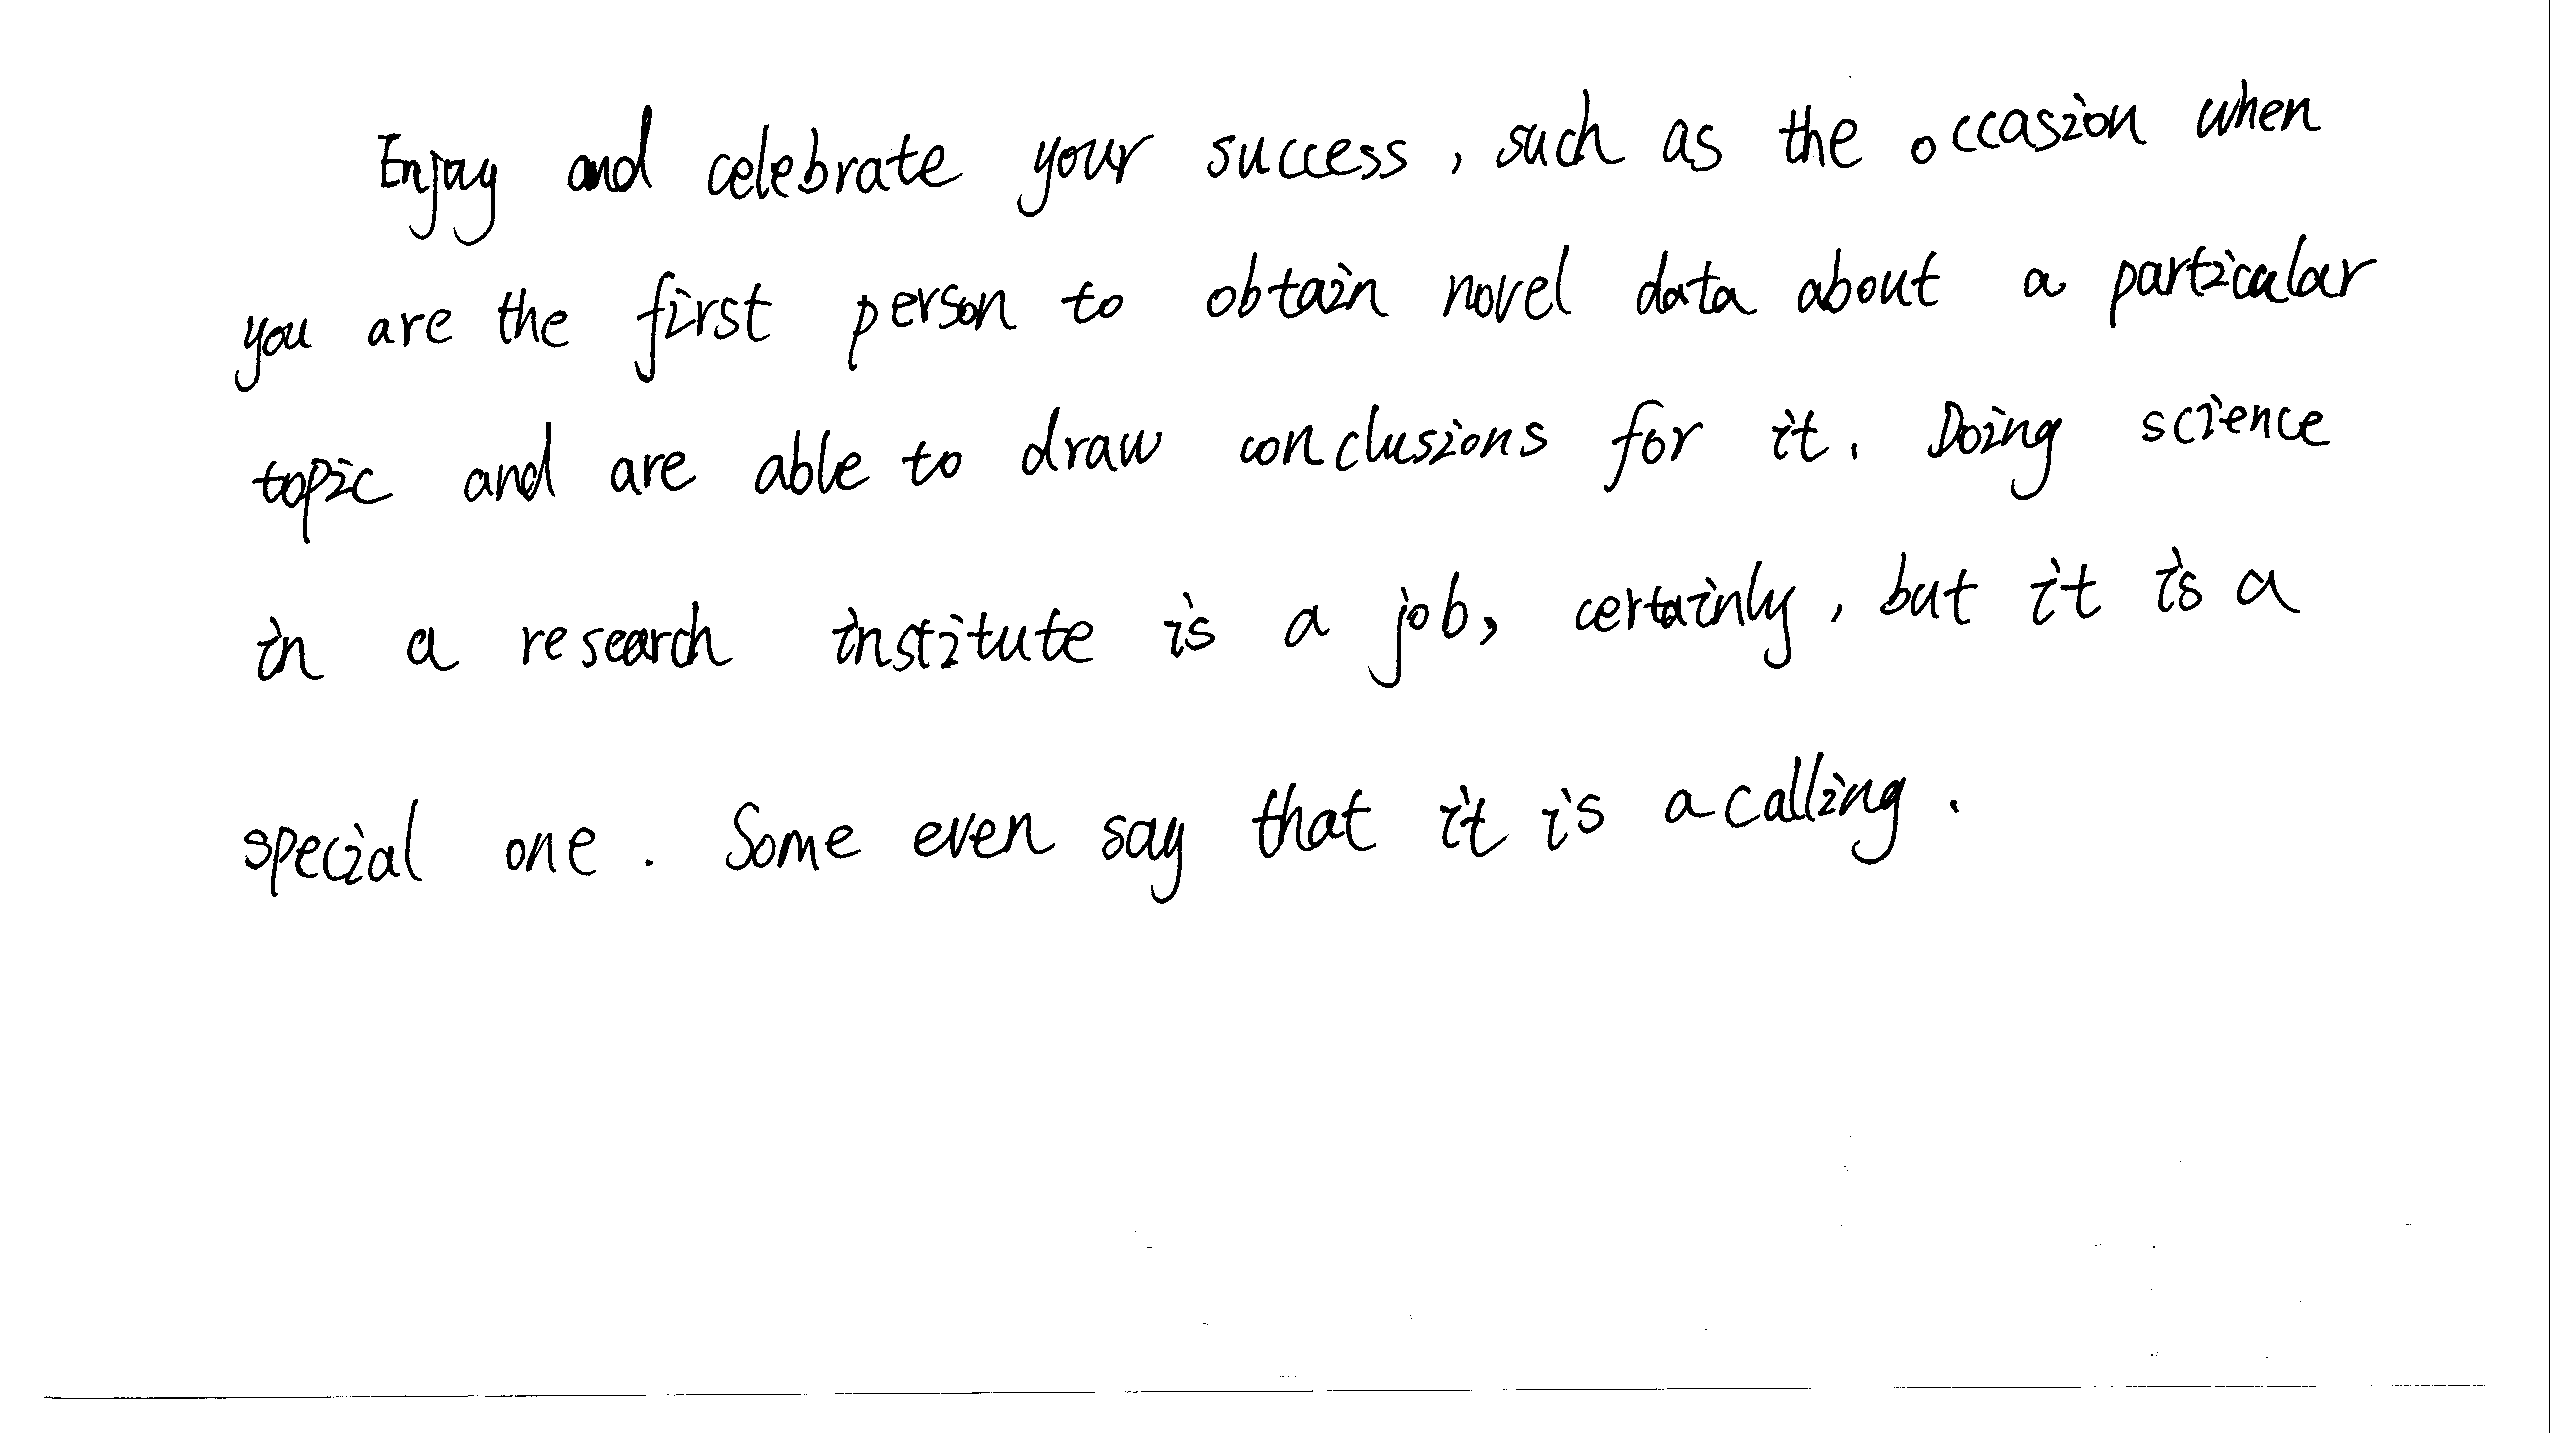 Enjoy and celebrate your success, such as the occasion when
you are the first person to obtain novel data about a particular
topic and are able to draw conclusions for it. Doing science
in a research institute is a job, certainly, but it is a
special one. Some even say that it is a calling.